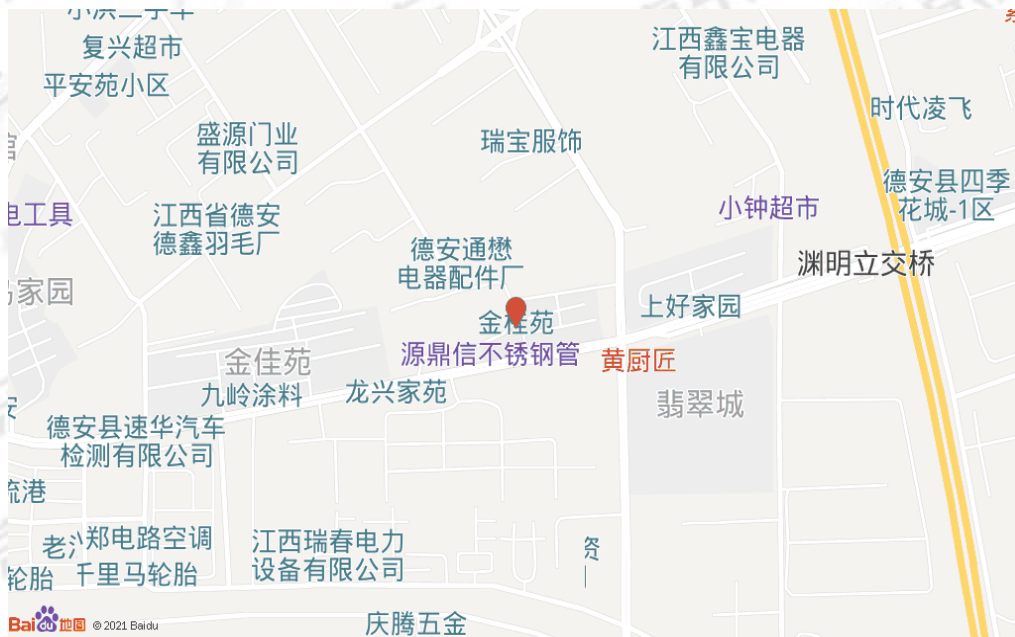 复兴超市
平安苑小区
江西鑫宝电器
有限公司
时代凌飞
盛源门业
有限公司
瑞宝服饰
德安县四季
花城-1区
电工具
江西省德安
德鑫羽毛厂
小钟超市
德安通懋
电器配件厂
渊明立交桥
家园
金桂苑
上好家园
源鼎信不锈钢管
黄厨匠
金佳苑
九岭涂料
龙兴家苑
翡翠城
德安县速华汽车
检测有限公司
流港
郑电路空调
江西瑞春电力
设备有限公司
轮胎
千里马轮胎
庆腾五金
Bai du 地图 © 2021 Baidu